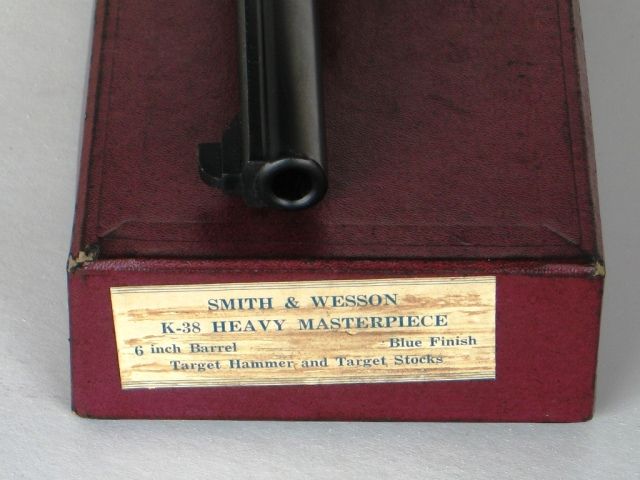 SMITH & WESSON
K-38 HEAVY MASTERPIECE
6 inch Barrel Blue Finish
Target Hammer and Target Stocks